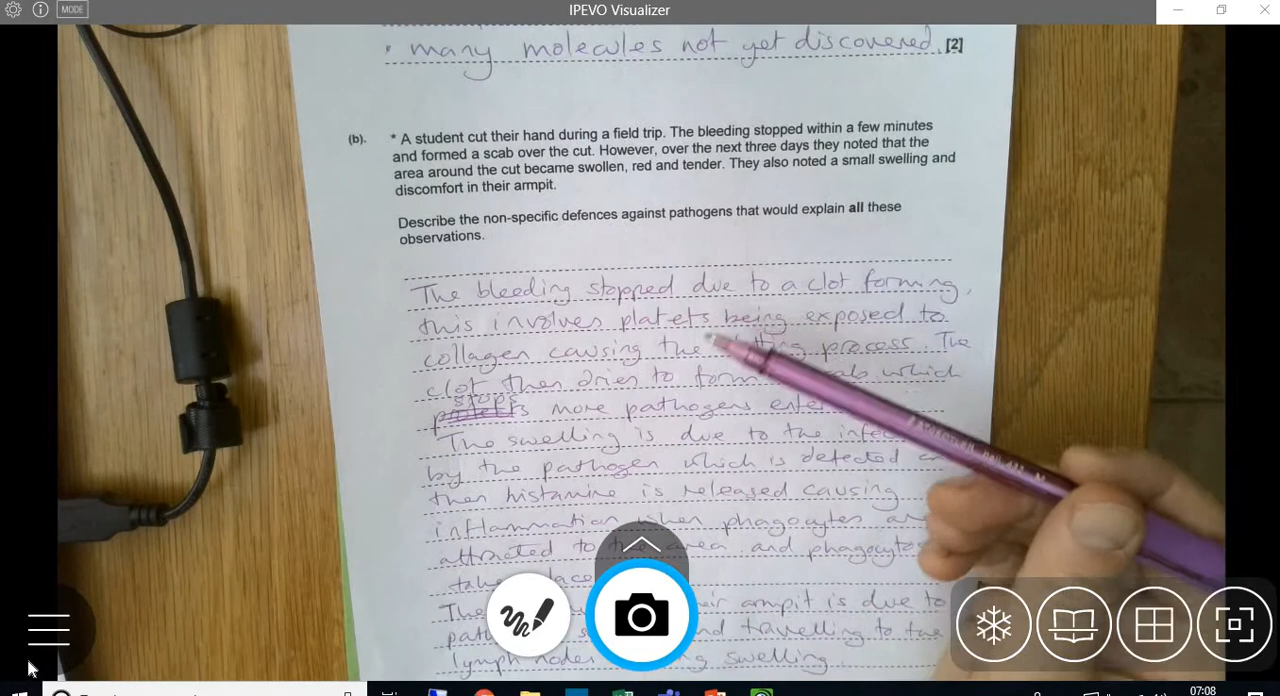 IPEVO Visualizer
MODE
• many molecules not yet discovered. [2]
(b). * A student cut their hand during a field trip. The bleeding stopped within a few minutes
and formed a scab over the cut. However, over the next three days they noted that the
area around the cut became swollen, red and tender. They also noted a small swelling and
discomfort in their armpit.
Describe the non-specific defences against pathogens that would explain all these
observations.
The bleeding stopped due to a clot forming,
this involves platets being exposed to
collagen causing the process. The
clot then dries to form which
stops more pathogens
The swelling is due to the
by the pathogen which is detected
then histamine is released causing
inflammation when phagocytes
attracted to area and
The armpit is due to
travelling to the
lymph nodes swelling
07:08